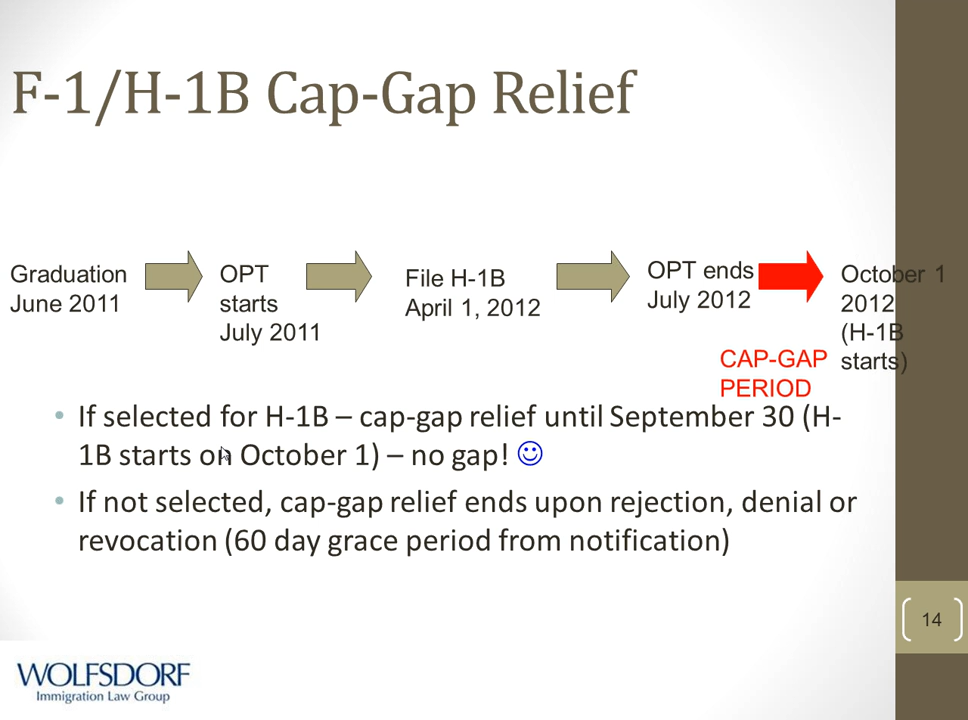 F-1/H-1B Cap-Gap Relief
Graduation
June 2011
OPT
starts
July 2011
File H-1B
April 1, 2012
OPT ends
July 2012
CAP-GAP
PERIOD
October 1
2012
(H-1B
starts)
• If selected for H-1B – cap-gap relief until September 30 (H-
1B starts on October 1) – no gap! ☺
• If not selected, cap-gap relief ends upon rejection, denial or
revocation (60 day grace period from notification)
14
WOLFSDORF
Immigration Law Group